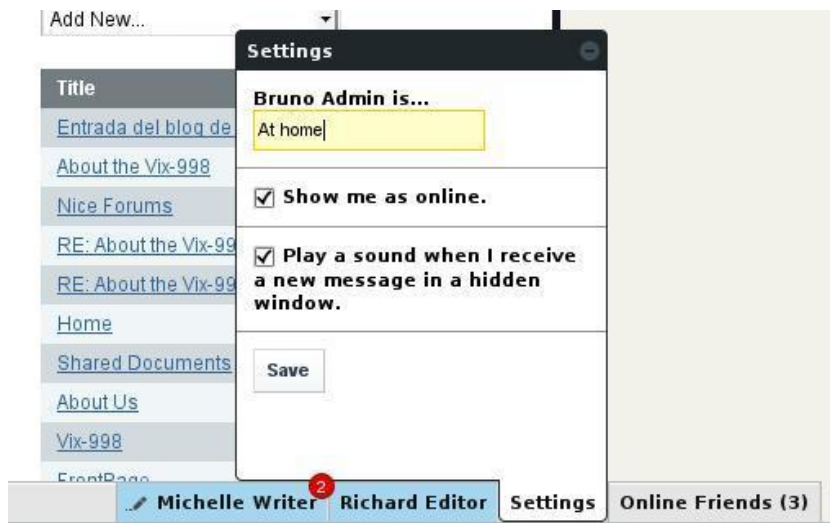 Add New...
Settings
Title
Bruno Admin is...
At home
Entrada del blog de
About the Vix-998
Show me as online.
Nice Forums
RE: About the Vix-99
Play a sound when I receive
a new message in a hidden
window.
RE: About the Vix-99
Home
Shared Documents
Save
About Us
Vix-998
FrontPage
2
Michelle Writer
Richard Editor
Settings
Online Friends (3)